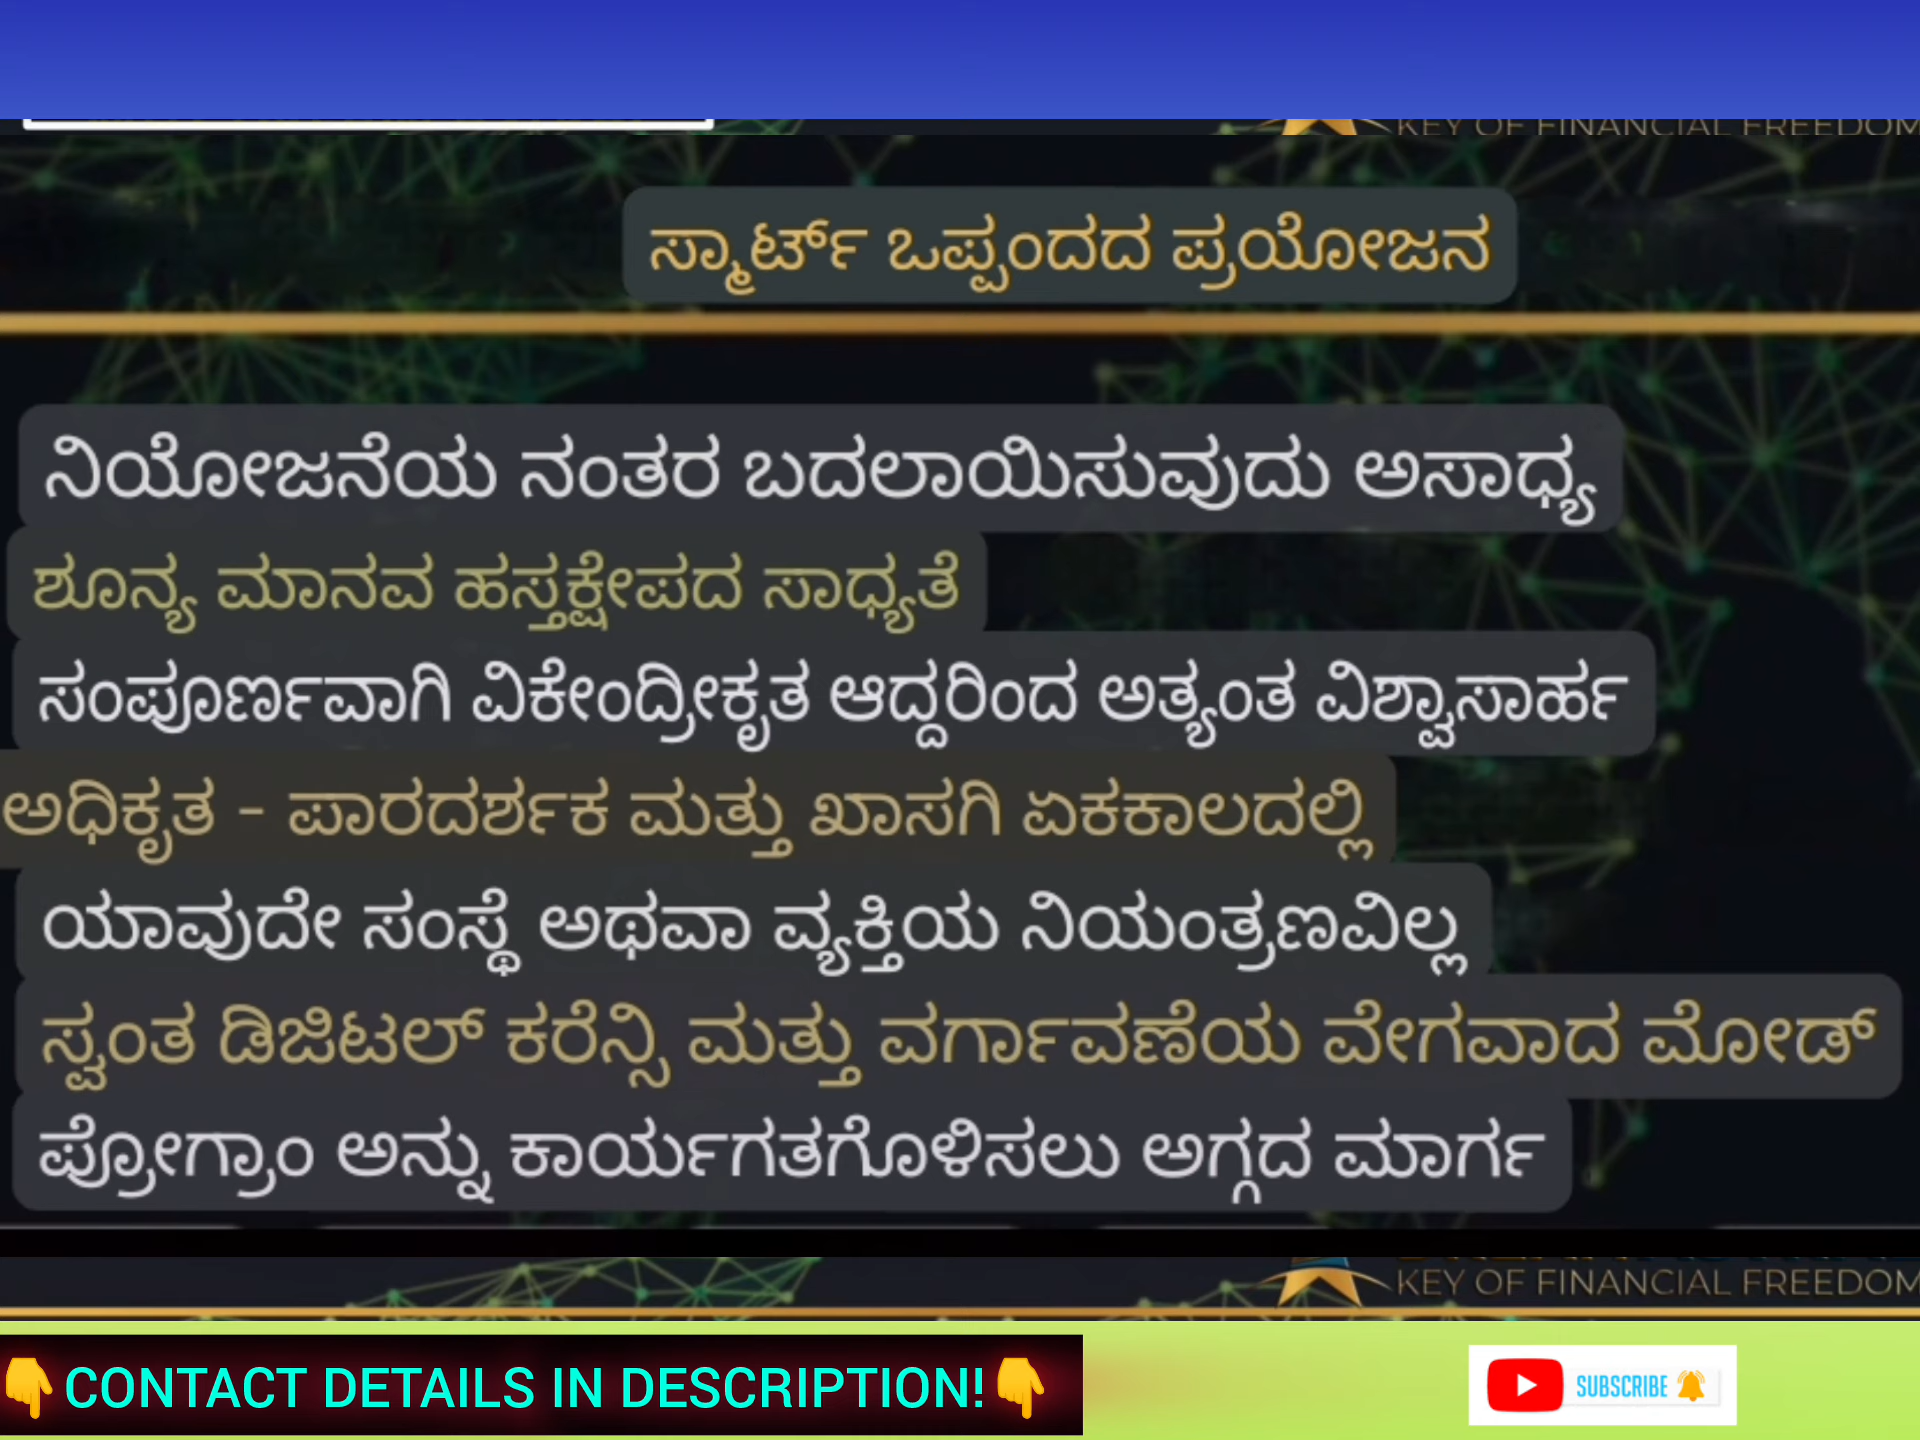 KEY OF FINANCIAL FREEDOM
ಸ್ಮಾರ್ಟ್ ಒಪ್ಪಂದದ ಪ್ರಯೋಜನ
ನಿಯೋಜನೆಯ ನಂತರ ಬದಲಾಯಿಸುವುದು ಅಸಾಧ್ಯ
ಶೂನ್ಯ ಮಾನವ ಹಸ್ತಕ್ಷೇಪದ ಸಾಧ್ಯತೆ
ಸಂಪೂರ್ಣವಾಗಿ ವಿಕೇಂದ್ರೀಕೃತ ಆದ್ದರಿಂದ ಅತ್ಯಂತ ವಿಶ್ವಾಸಾರ್ಹ
ಅಧಿಕೃತ - ಪಾರದರ್ಶಕ ಮತ್ತು ಖಾಸಗಿ ಏಕಕಾಲದಲ್ಲಿ
ಯಾವುದೇ ಸಂಸ್ಥೆ ಅಥವಾ ವ್ಯಕ್ತಿಯ ನಿಯಂತ್ರಣವಿಲ್ಲ
ಸ್ವಂತ ಡಿಜಿಟಲ್ ಕರೆನ್ಸಿ ಮತ್ತು ವರ್ಗಾವಣೆಯ ವೇಗವಾದ ಮೋಡ್
ಪ್ರೋಗ್ರಾಂ ಅನ್ನು ಕಾರ್ಯಗತಗೊಳಿಸಲು ಅಗ್ಗದ ಮಾರ್ಗ
KEY OF FINANCIAL FREEDOM
CONTACT DETAILS IN DESCRIPTION!
SUBSCRIBE